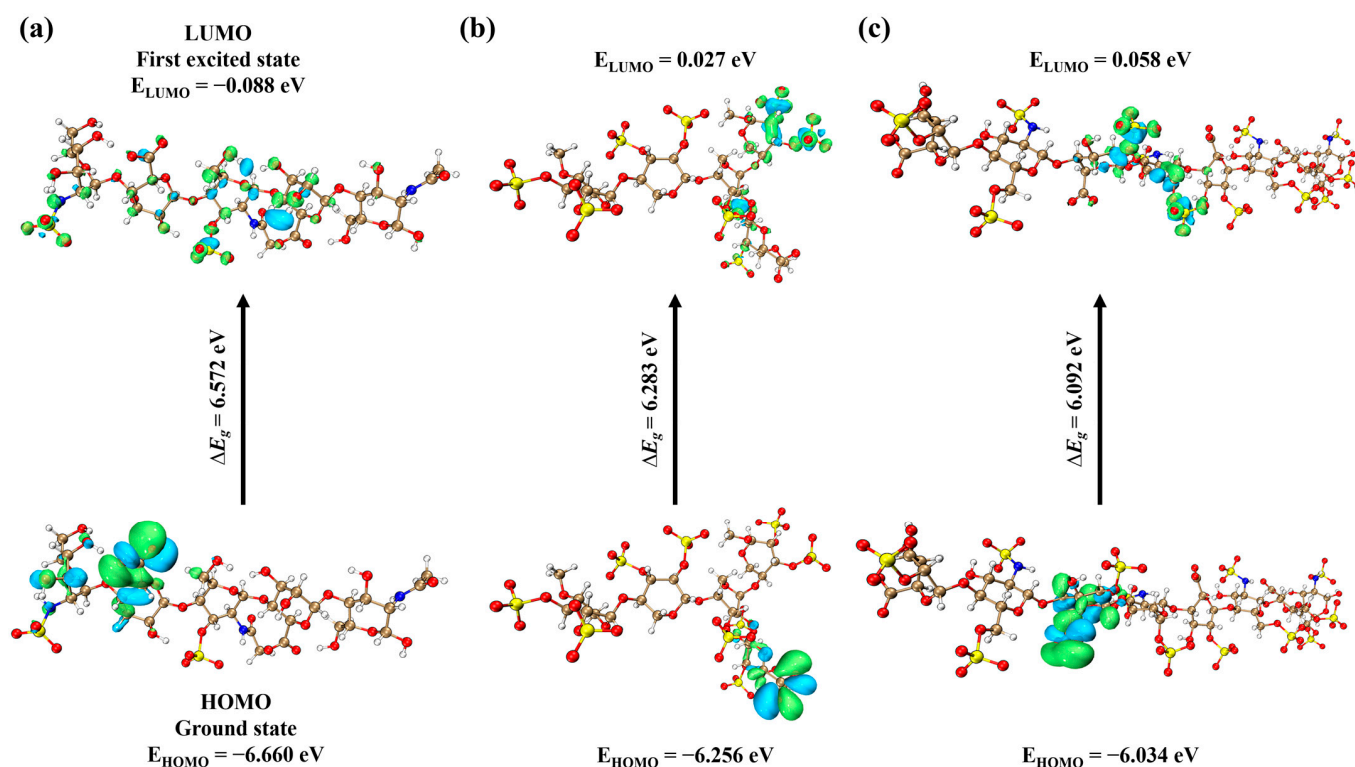 (a)
LUMO
First excited state
E_LUMO = −0.088 eV
ΔE_g = 6.572 eV
HOMO
Ground state
E_HOMO = −6.660 eV
(b)
E_LUMO = 0.027 eV
ΔE_g = 6.283 eV
E_HOMO = −6.256 eV
(c)
E_LUMO = 0.058 eV
ΔE_g = 6.092 eV
E_HOMO = −6.034 eV